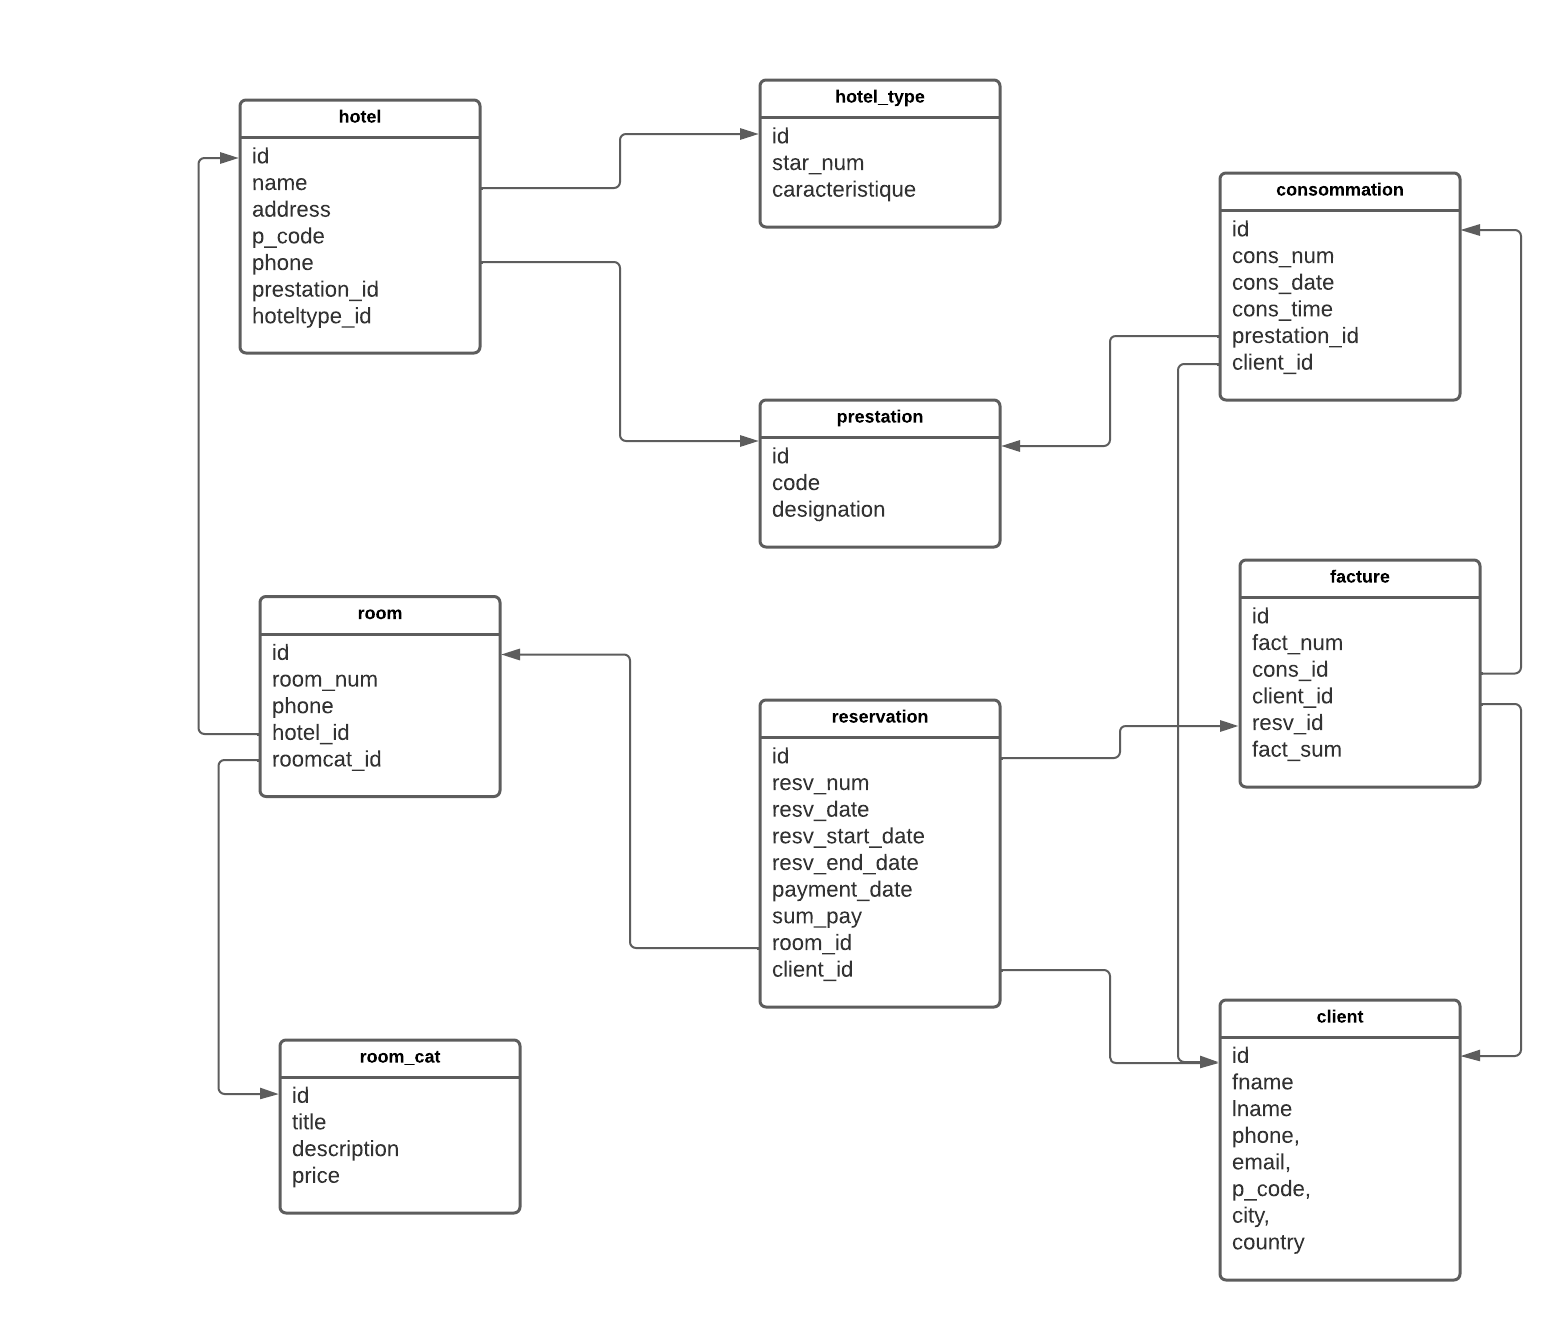 hotel
id
name
address
p_code
phone
prestation_id
hoteltype_id
hotel_type
id
star_num
caracteristique
consommation
id
cons_num
cons_date
cons_time
prestation_id
client_id
prestation
id
code
designation
facture
id
fact_num
cons_id
client_id
resv_id
fact_sum
room
id
room_num
phone
hotel_id
roomcat_id
reservation
id
resv_num
resv_date
resv_start_date
resv_end_date
payment_date
sum_pay
room_id
client_id
room_cat
id
title
description
price
client
id
fname
lname
phone,
email,
p_code,
city,
country